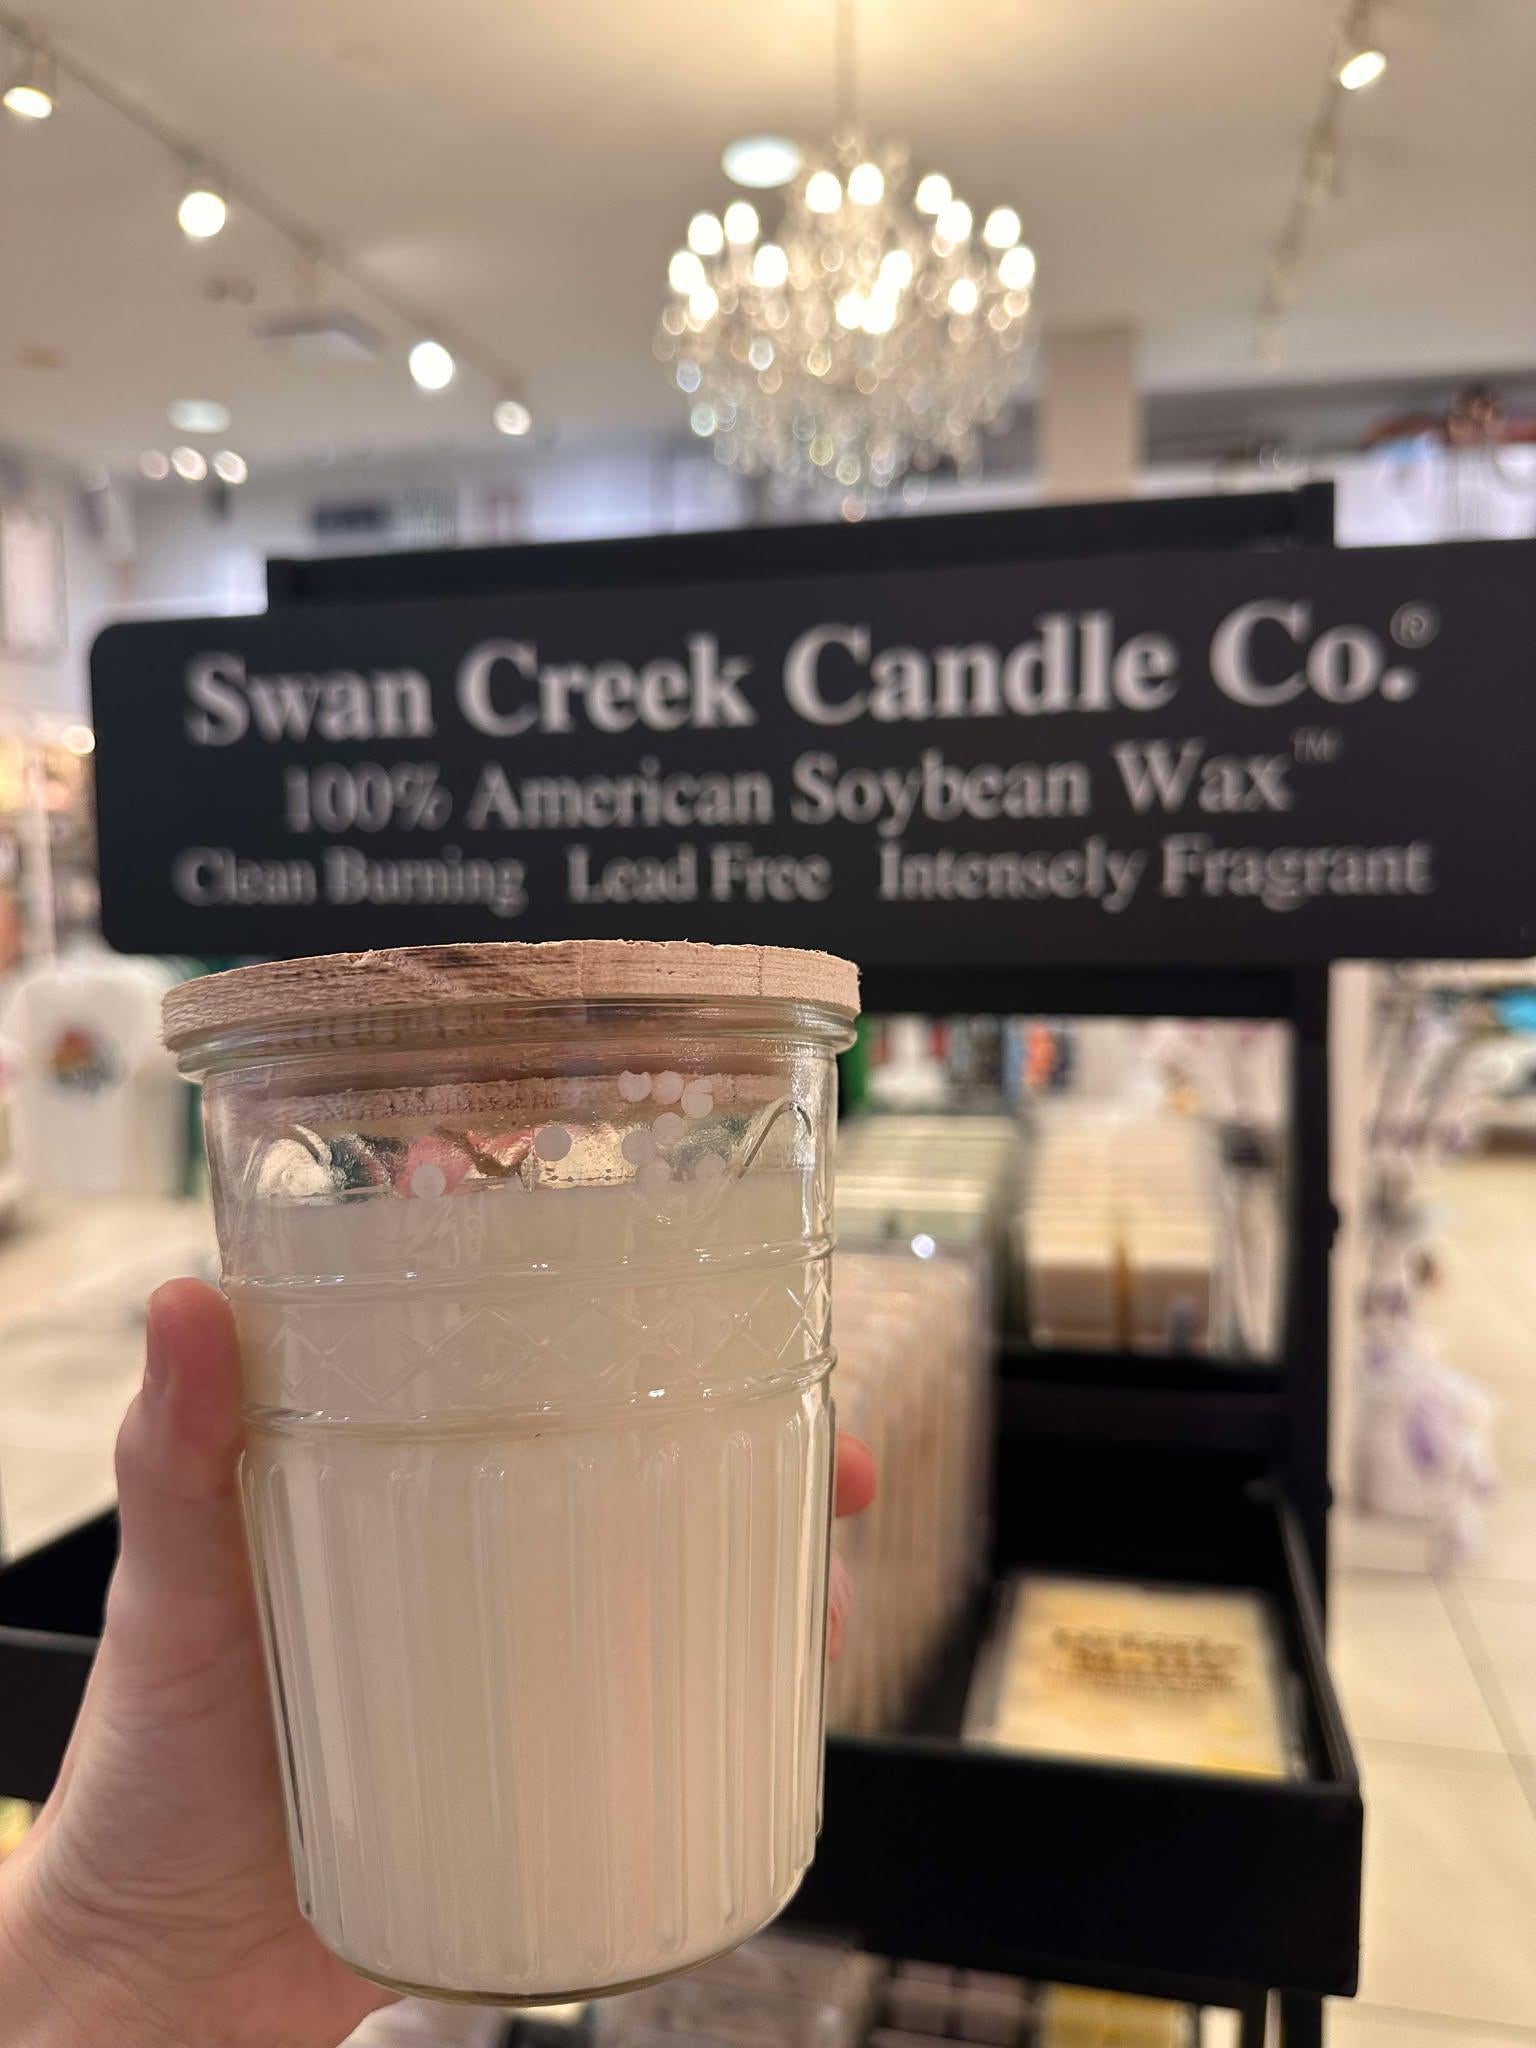 Swan Creek Candle Co.®
100% American Soybean Wax™
Clean Burning Lead Free Intensely Fragrant